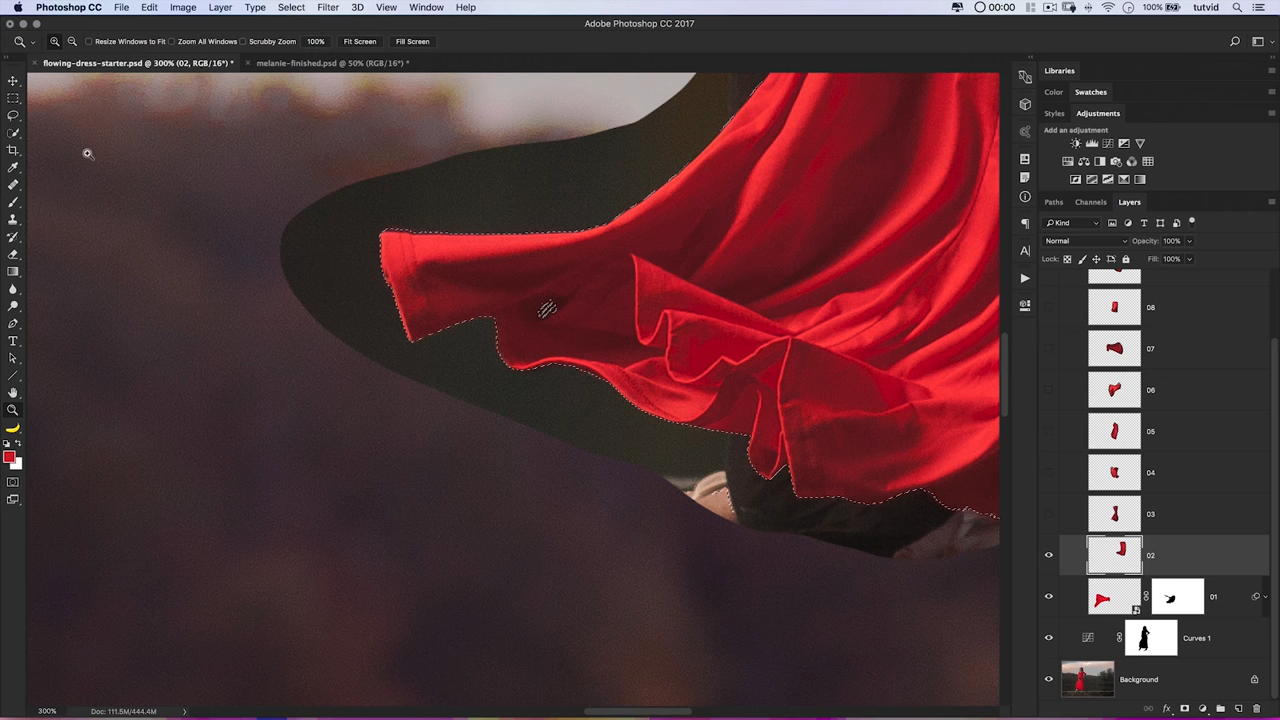 Photoshop CC File Edit Image Layer Type Select Filter 3D View Window Help 00:00 100% tutvid
Adobe Photoshop CC 2017
Resize Windows to Fit Zoom All Windows Scrubby Zoom 100% Fit Screen Fill Screen
flowing-dress-starter.psd @ 300% (02, RGB/16*) * melanie-finished.psd @ 50% (RGB/16*) *
Libraries
Color Swatches
Styles Adjustments
Add an adjustment
Paths Channels Layers
Kind
Normal Opacity: 100%
Lock: Fill: 100%
08
07
06
05
04
03
02
01
Curves 1
Background
300% Doc: 111.5M/444.4M